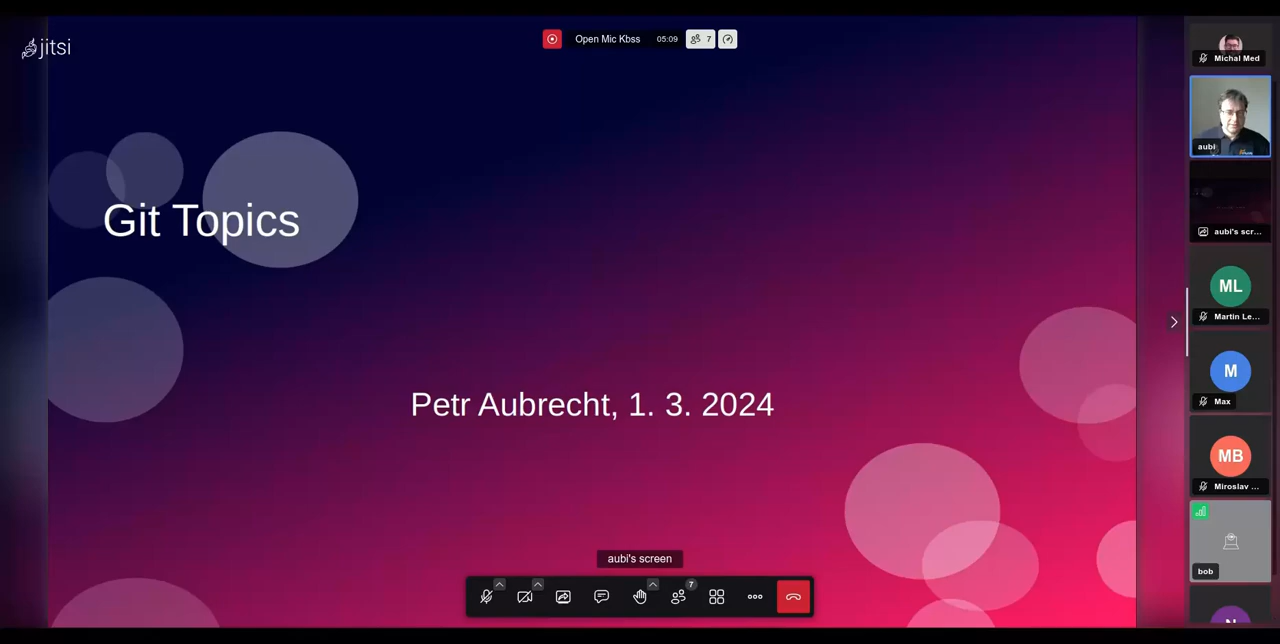 jitsi
Open Mic Kbss 05:09 7
Michal Med
Git Topics
aubi
aubi's scr...
ML
Martin Le...
M
Max
Petr Aubrecht, 1. 3. 2024
MB
Miroslav ...
aubi's screen
bob
7